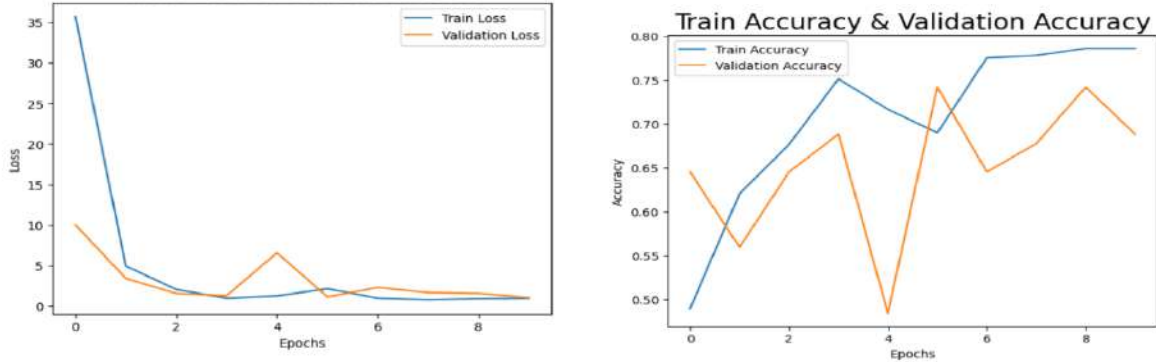 Train Loss
Validation Loss
35
30
25
20
15
10
5
0
Loss
0 2 4 6 8
Epochs
Train Accuracy & Validation Accuracy
Train Accuracy
Validation Accuracy
0.80
0.75
0.70
0.65
0.60
0.55
0.50
Accuracy
0 2 4 6 8
Epochs